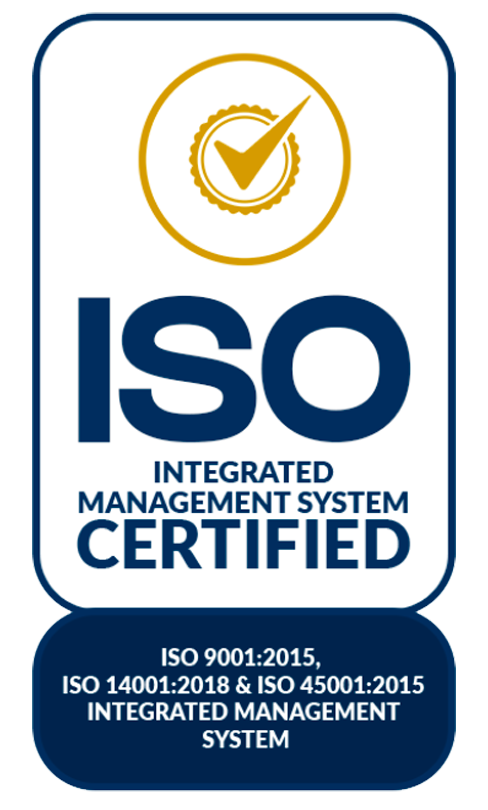 ISO
INTEGRATED
MANAGEMENT SYSTEM
CERTIFIED
ISO 9001:2015,
ISO 14001:2018 & ISO 45001:2015
INTEGRATED MANAGEMENT
SYSTEM